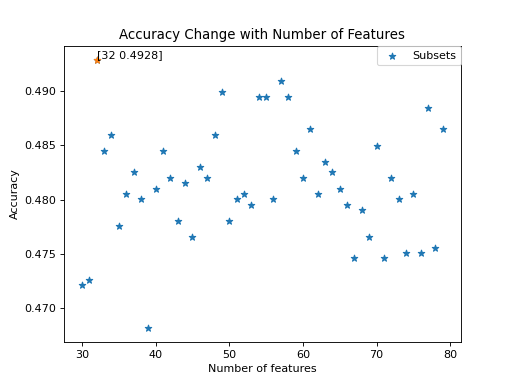 Accuracy Change with Number of Features
[32 0.4928]
Subsets
0.490
0.485
0.480
0.475
0.470
Accuracy
30 40 50 60 70 80
Number of features